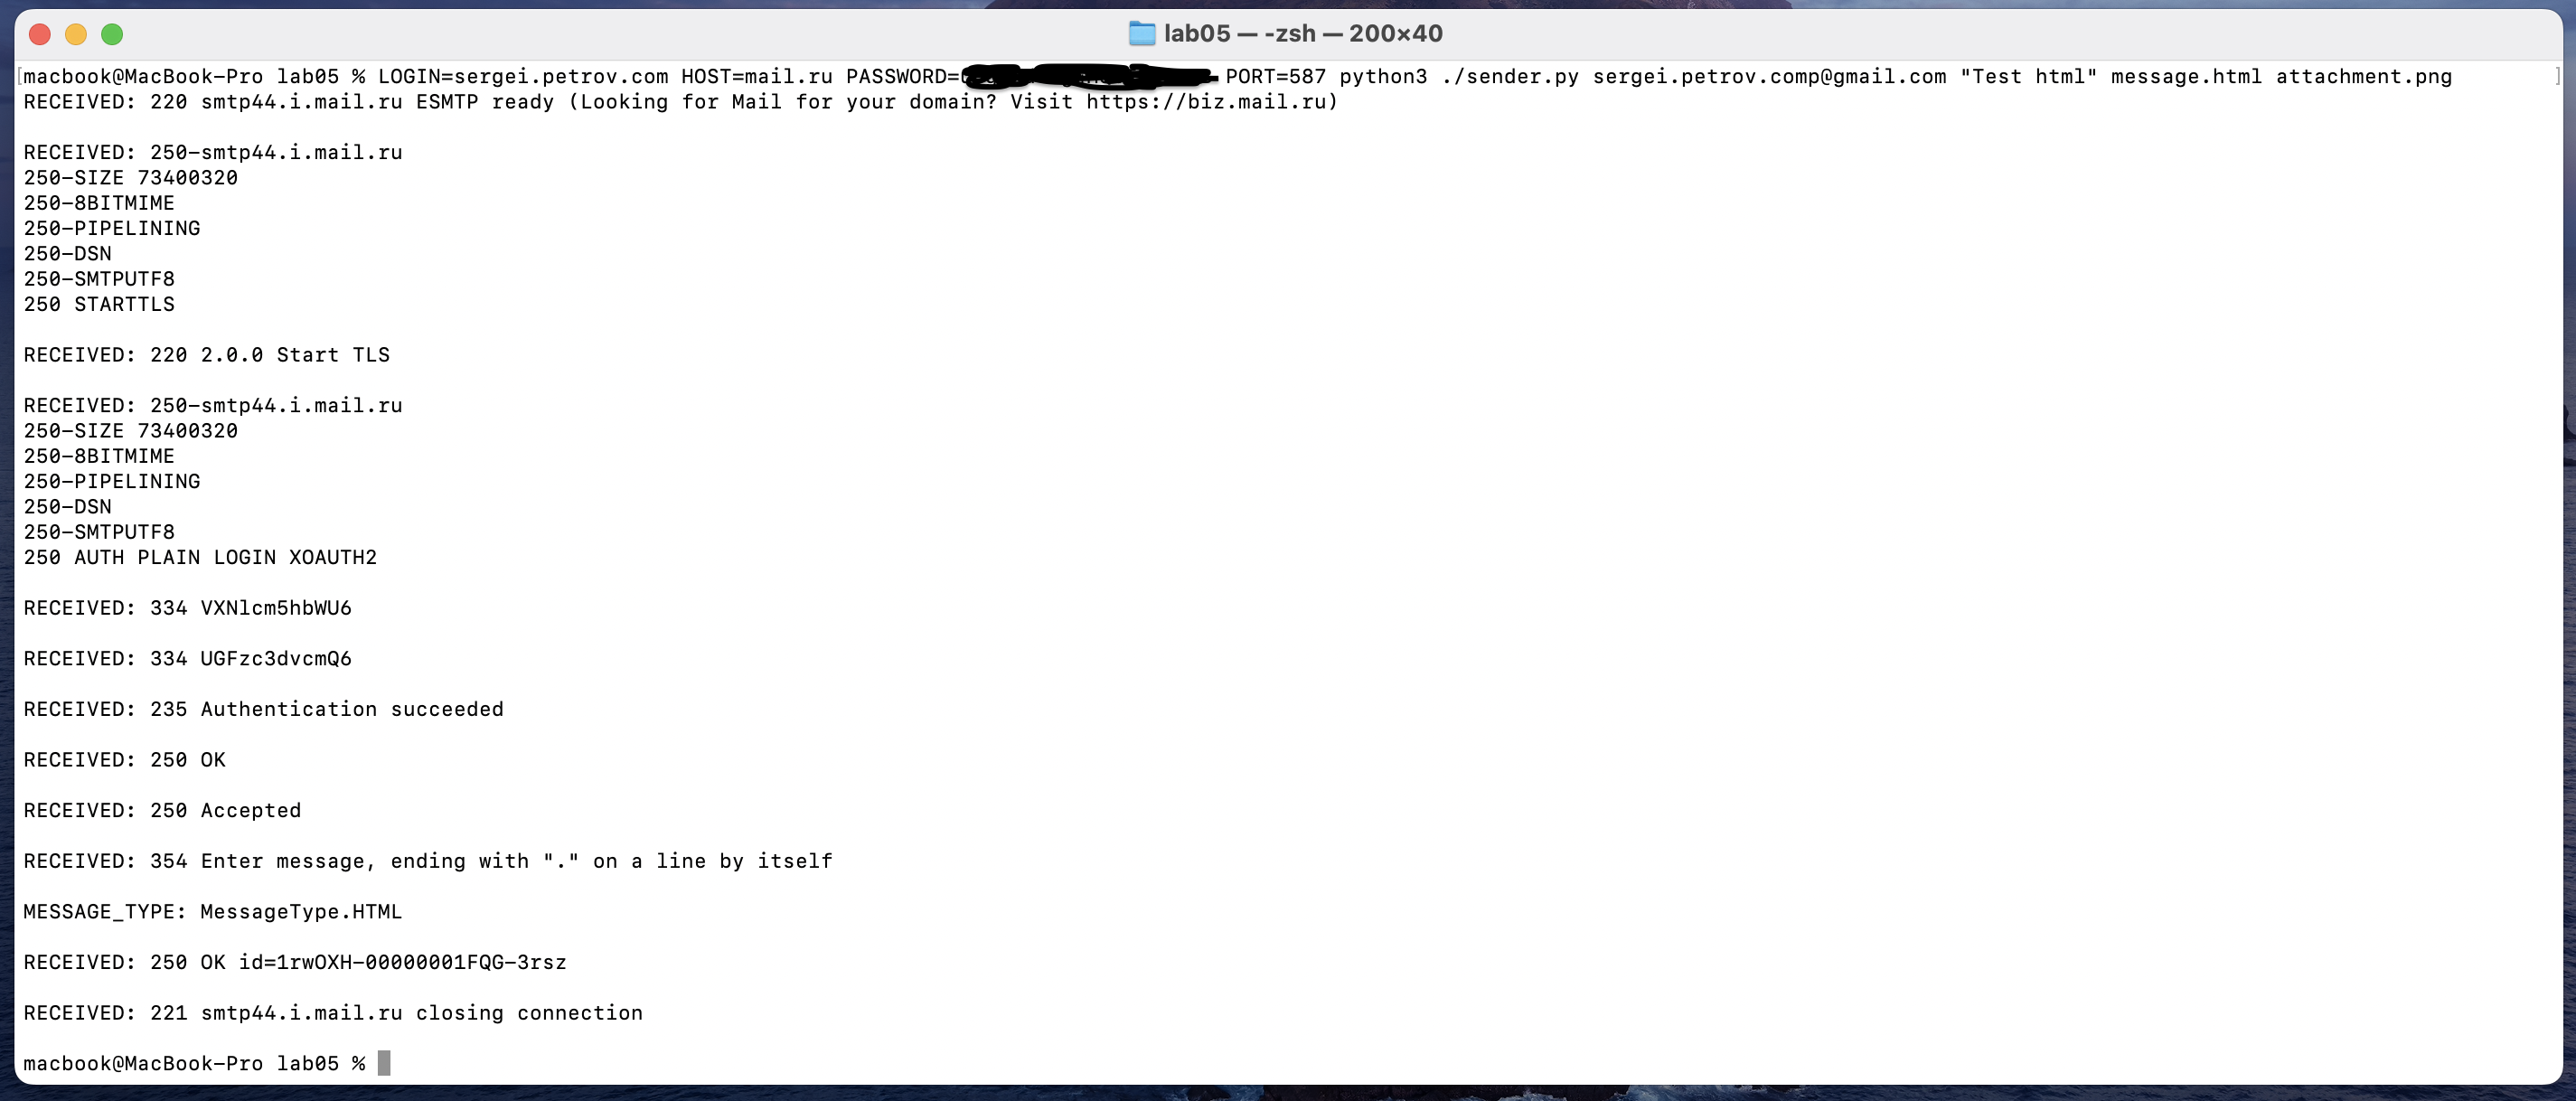 lab05 — -zsh — 200×40
macbook@MacBook-Pro lab05 % LOGIN=sergei.petrov.com HOST=mail.ru PASSWORD= PORT=587 python3 ./sender.py sergei.petrov.comp@gmail.com "Test html" message.html attachment.png
RECEIVED: 220 smtp44.i.mail.ru ESMTP ready (Looking for Mail for your domain? Visit https://biz.mail.ru)
RECEIVED: 250-smtp44.i.mail.ru
250-SIZE 73400320
250-8BITMIME
250-PIPELINING
250-DSN
250-SMTPUTF8
250 STARTTLS
RECEIVED: 220 2.0.0 Start TLS
RECEIVED: 250-smtp44.i.mail.ru
250-SIZE 73400320
250-8BITMIME
250-PIPELINING
250-DSN
250-SMTPUTF8
250 AUTH PLAIN LOGIN XOAUTH2
RECEIVED: 334 VXNlcm5hbWU6
RECEIVED: 334 UGFzc3dvcmQ6
RECEIVED: 235 Authentication succeeded
RECEIVED: 250 OK
RECEIVED: 250 Accepted
RECEIVED: 354 Enter message, ending with "." on a line by itself
MESSAGE_TYPE: MessageType.HTML
RECEIVED: 250 OK id=1rwOXH-00000001FQG-3rsz
RECEIVED: 221 smtp44.i.mail.ru closing connection
macbook@MacBook-Pro lab05 %